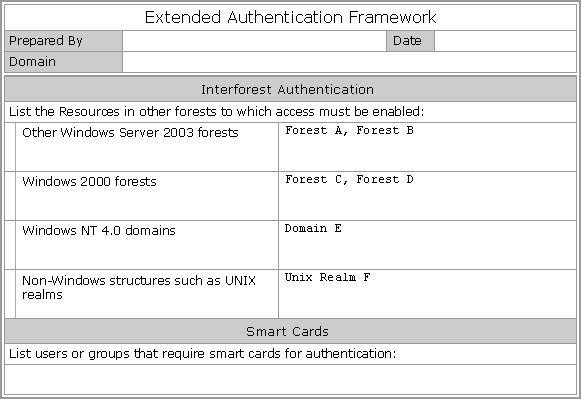 Extended Authentication Framework
Prepared By
Date
Domain
Interforest Authentication
List the Resources in other forests to which access must be enabled:
Other Windows Server 2003 forests
Forest A, Forest B
Windows 2000 forests
Forest C, Forest D
Windows NT 4.0 domains
Domain E
Non-Windows structures such as UNIX
realms
Unix Realm F
Smart Cards
List users or groups that require smart cards for authentication: